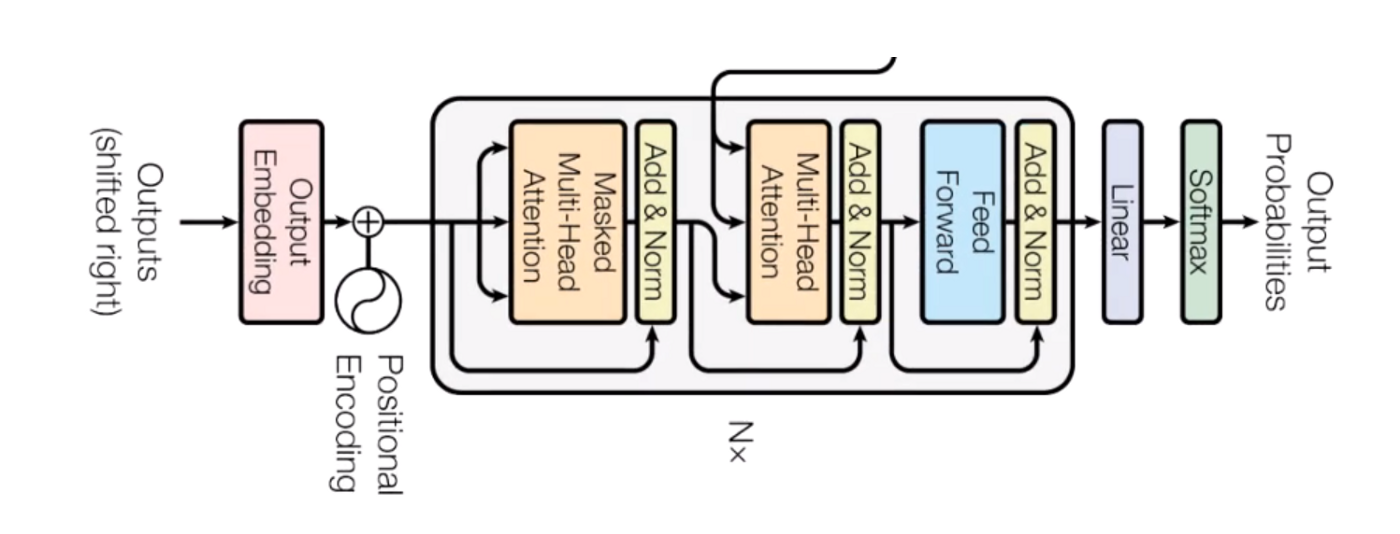 Outputs
(shifted right)
Output
Embedding
Positional
Encoding
Masked
Multi-Head
Attention
Add & Norm
Multi-Head
Attention
Add & Norm
Feed
Forward
Add & Norm
Nx
Linear
Softmax
Output
Probabilities